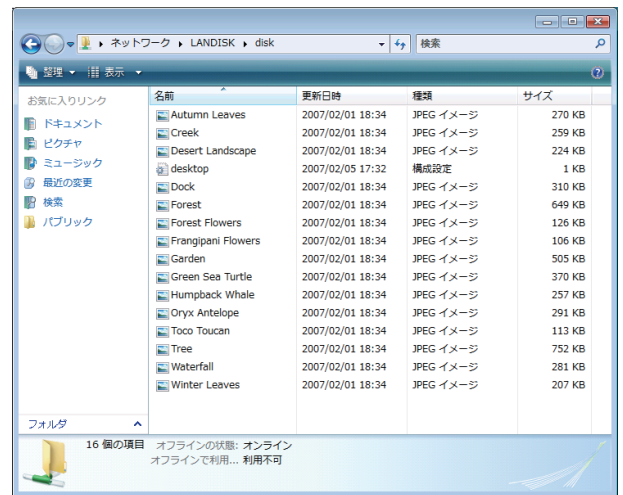 ネットワーク ▸ LANDISK ▸ disk
検索
整理 表示
お気に入りリンク
ドキュメント
ピクチャ
ミュージック
最近の変更
検索
パブリック
フォルダ
名前 更新日時 種類 サイズ
Autumn Leaves 2007/02/01 18:34 JPEG イメージ 270 KB
Creek 2007/02/01 18:34 JPEG イメージ 259 KB
Desert Landscape 2007/02/01 18:34 JPEG イメージ 224 KB
desktop 2007/02/05 17:32 構成設定 1 KB
Dock 2007/02/01 18:34 JPEG イメージ 310 KB
Forest 2007/02/01 18:34 JPEG イメージ 649 KB
Forest Flowers 2007/02/01 18:34 JPEG イメージ 126 KB
Frangipani Flowers 2007/02/01 18:34 JPEG イメージ 106 KB
Garden 2007/02/01 18:34 JPEG イメージ 505 KB
Green Sea Turtle 2007/02/01 18:34 JPEG イメージ 370 KB
Humpback Whale 2007/02/01 18:34 JPEG イメージ 257 KB
Oryx Antelope 2007/02/01 18:34 JPEG イメージ 291 KB
Toco Toucan 2007/02/01 18:34 JPEG イメージ 113 KB
Tree 2007/02/01 18:34 JPEG イメージ 752 KB
Waterfall 2007/02/01 18:34 JPEG イメージ 281 KB
Winter Leaves 2007/02/01 18:34 JPEG イメージ 207 KB
16 個の項目 オフラインの状態: オンライン
オフラインで利用... 利用不可